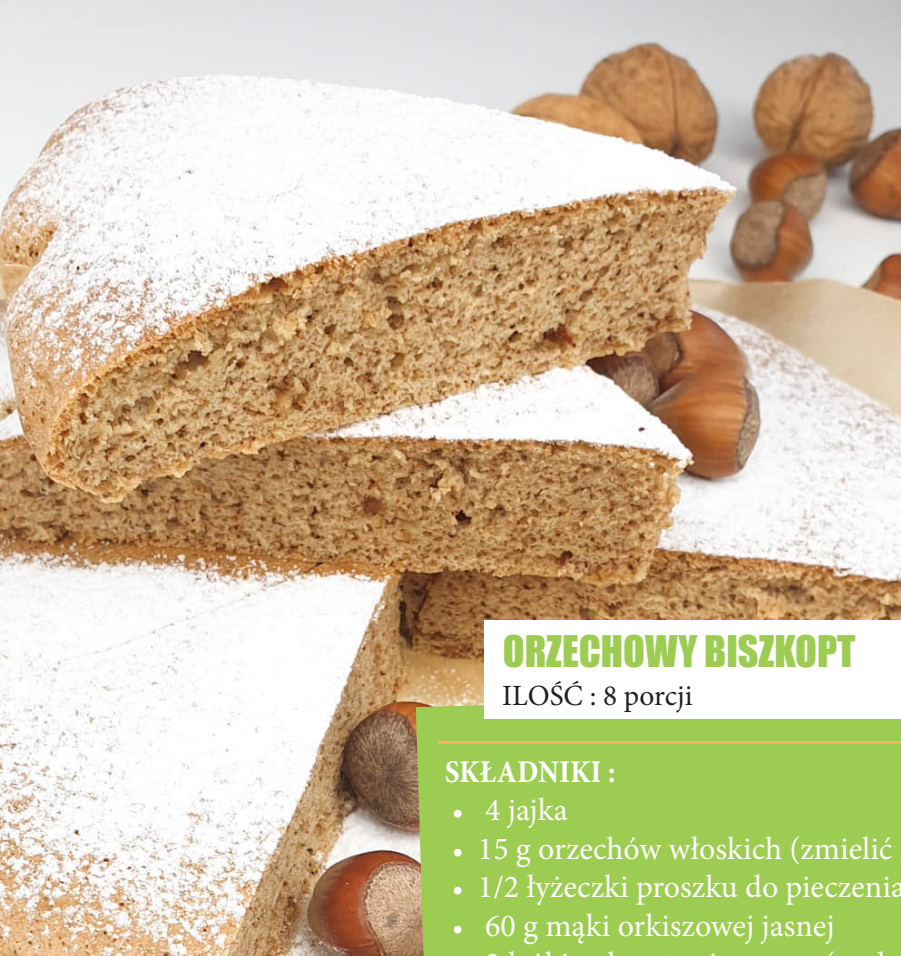 ORZECHOWY BISZKOPT
ILOŚĆ : 8 porcji
SKŁADNIKI :
• 4 jajka
• 15 g orzechów włoskich (zmielić
• 1/2 łyżeczki proszku do pieczenia
• 60 g mąki orkiszowej jasnej